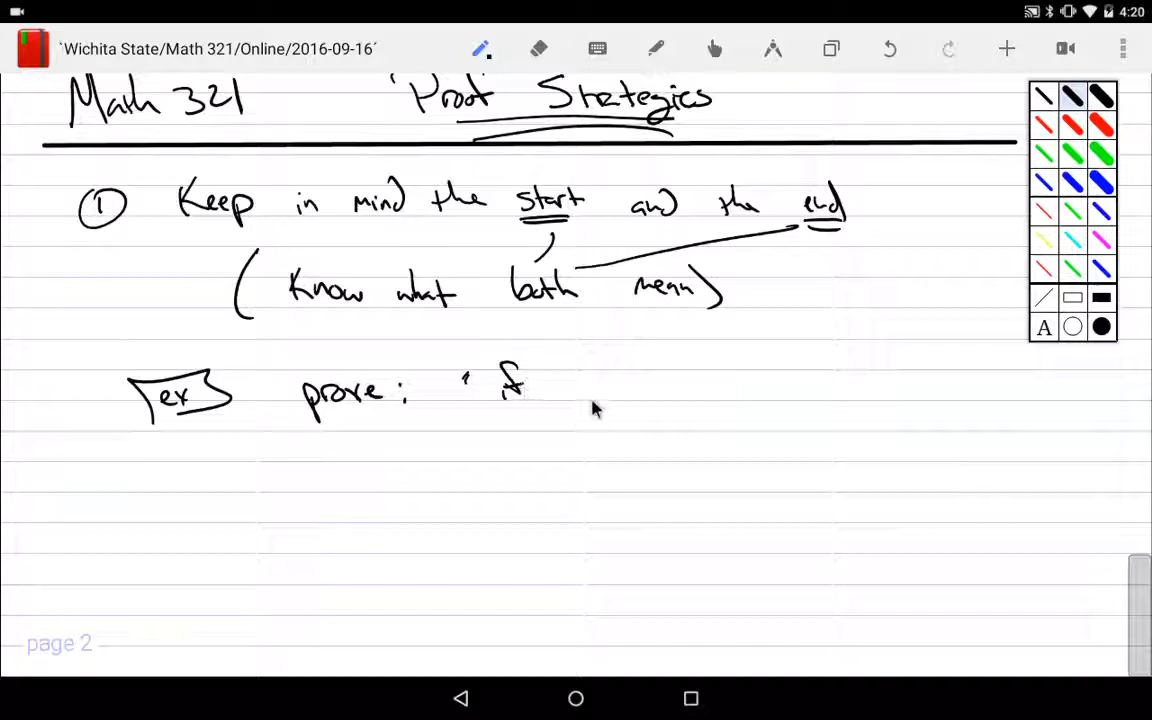 4:20
`Wichita State/Math 321/Online/2016-09-16´
Math 321 Proof Strategies
① Keep in mind the start and the end
(Know what both mean)
ex prove: " if
A
page 2